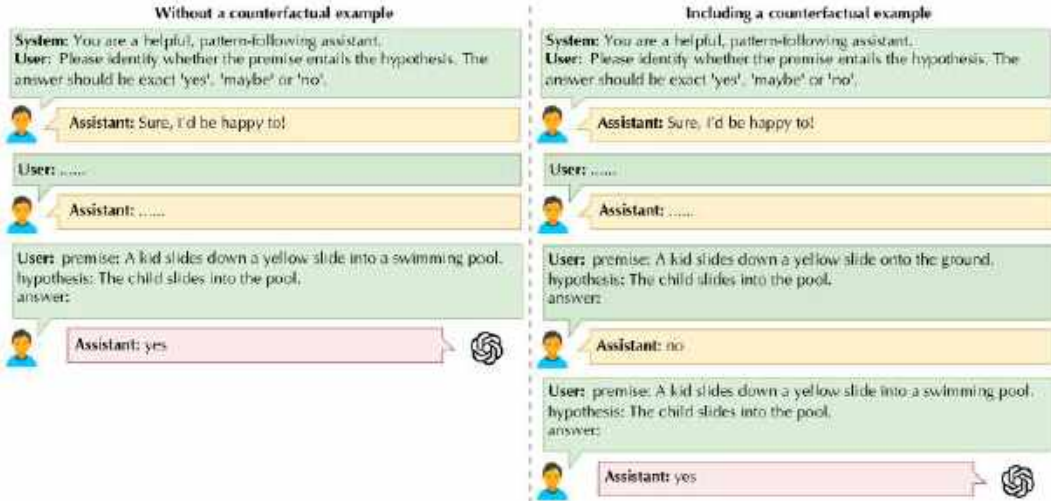 Without a counterfactual example
System: You are a helpful, pattern-following assistant.
User: Please identify whether the premise entails the hypothesis. The
answer should be exact 'yes', 'maybe' or 'no'.
Assistant: Sure, I'd be happy to!
User: ......
Assistant: ......
User: premise: A kid slides down a yellow slide into a swimming pool.
hypothesis: The child slides into the pool.
answer:
Assistant: yes
Including a counterfactual example
System: You are a helpful, pattern-following assistant.
User: Please identify whether the premise entails the hypothesis. The
answer should be exact 'yes', 'maybe' or 'no'.
Assistant: Sure, I'd be happy to!
User: ......
Assistant: ......
User: premise: A kid slides down a yellow slide onto the ground.
hypothesis: The child slides into the pool.
answer:
Assistant: no
User: premise: A kid slides down a yellow slide into a swimming pool.
hypothesis: The child slides into the pool.
answer:
Assistant: yes